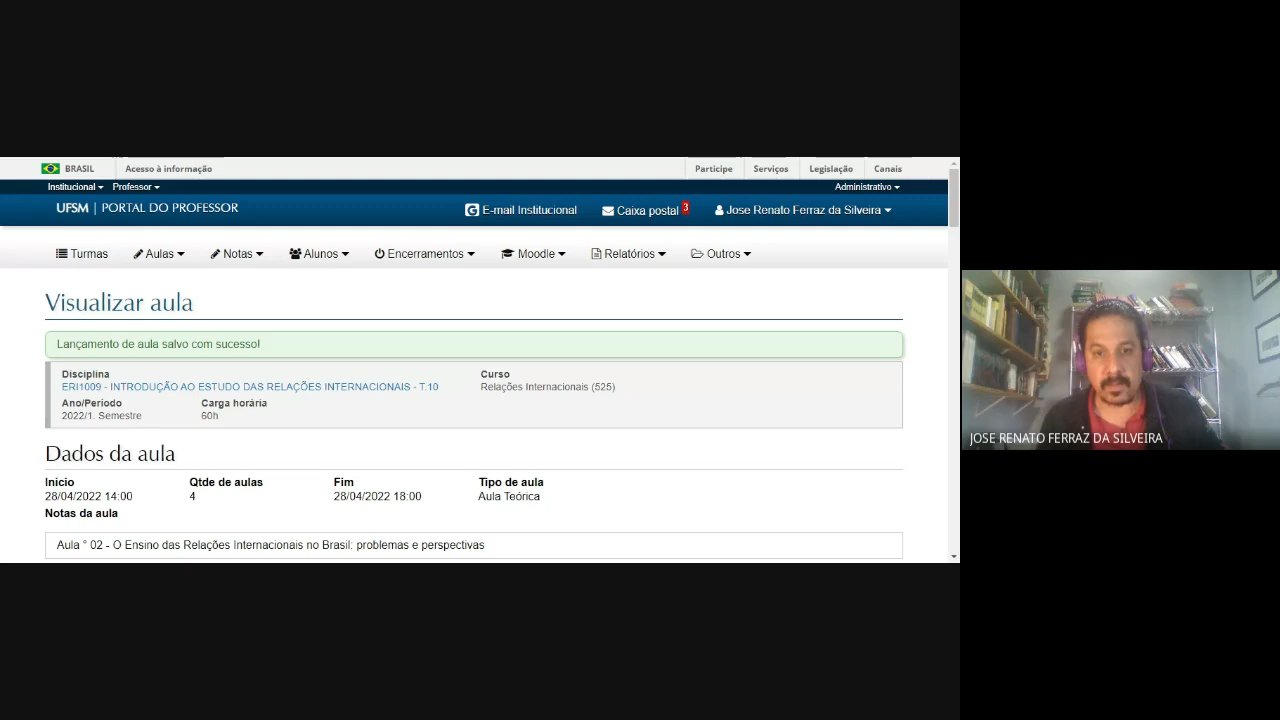 BRASIL Acesso à informação Participe Serviços Legislação Canais
Institucional Professor Administrativo
UFSM | PORTAL DO PROFESSOR E-mail Institucional Caixa postal 3 Jose Renato Ferraz da Silveira
Turmas Aulas Notas Alunos Encerramentos Moodle Relatórios Outros
Visualizar aula
Lançamento de aula salvo com sucesso!
Disciplina Curso
ERI1009 - INTRODUÇÃO AO ESTUDO DAS RELAÇÕES INTERNACIONAIS - T.10 Relações Internacionais (525)
Ano/Período Carga horária
2022/1. Semestre 60h
Dados da aula
Início Qtde de aulas Fim Tipo de aula
28/04/2022 14:00 4 28/04/2022 18:00 Aula Teórica
Notas da aula
Aula ° 02 - O Ensino das Relações Internacionais no Brasil: problemas e perspectivas
JOSE RENATO FERRAZ DA SILVEIRA